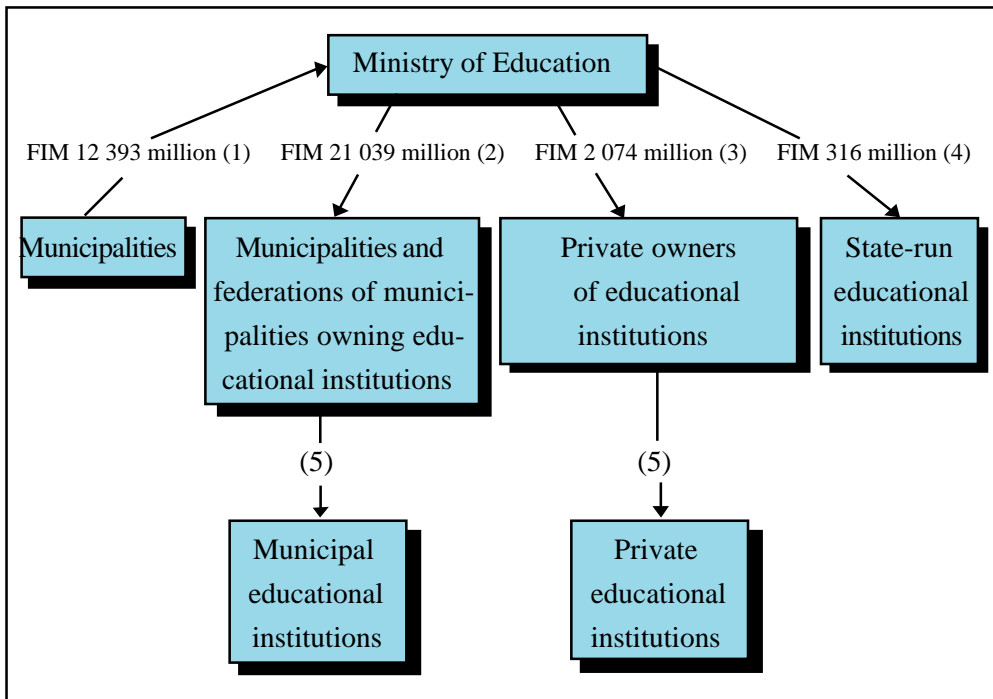 Ministry of Education
FIM 12 393 million (1)
FIM 21 039 million (2)
FIM 2 074 million (3)
FIM 316 million (4)
Municipalities
Municipalities and
federations of munici-
palities owning edu-
cational institutions
Private owners
of educational
institutions
State-run
educational
institutions
(5)
(5)
Municipal
educational
institutions
Private
educational
institutions